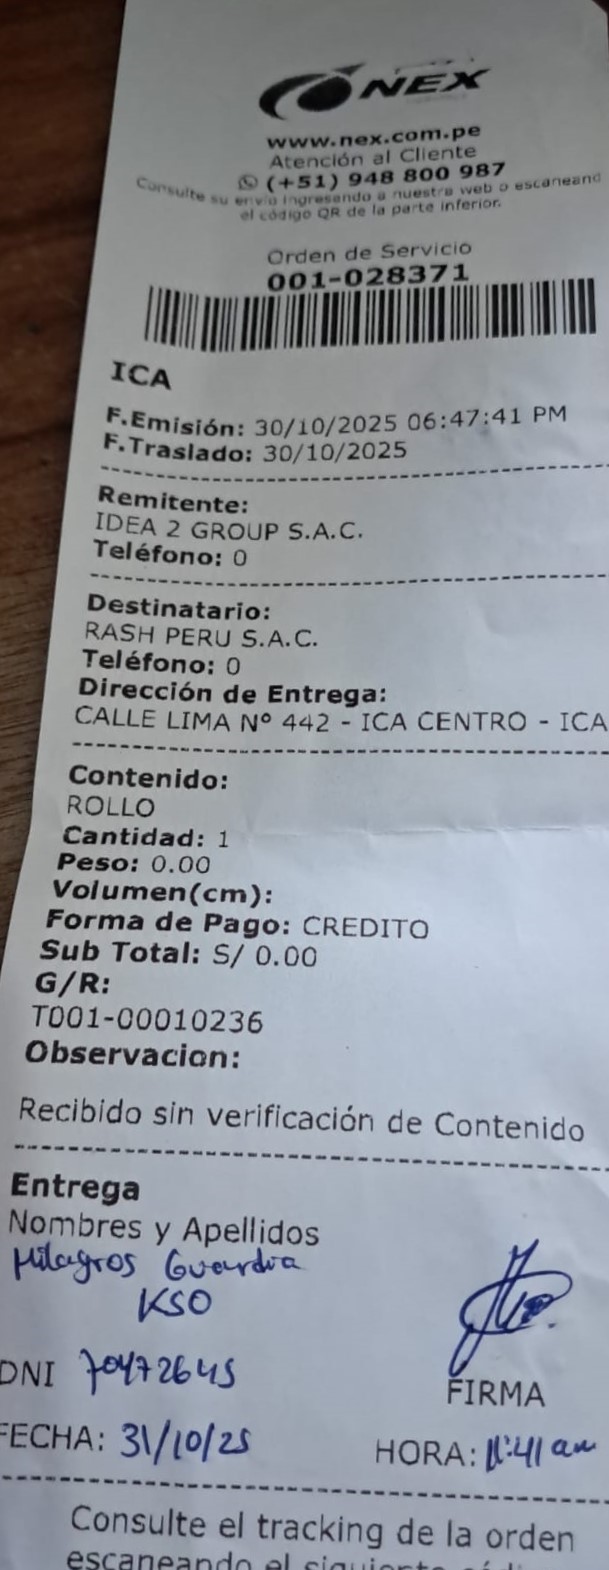 NEX
www.nex.com.pe
Atención al Cliente
(+51) 948 800 987
Consulte su envío ingresando a nuestra web o escaneand
el código QR de la parte inferior.
Orden de Servicio
001-028371
ICA
F.Emisión: 30/10/2025 06:47:41 PM
F.Traslado: 30/10/2025
Remitente:
IDEA 2 GROUP S.A.C.
Teléfono: 0
Destinatario:
RASH PERU S.A.C.
Teléfono: 0
Dirección de Entrega:
CALLE LIMA Nº 442 - ICA CENTRO - ICA
Contenido:
ROLLO
Cantidad: 1
Peso: 0.00
Volumen(cm):
Forma de Pago: CREDITO
Sub Total: S/ 0.00
G/R:
T001-00010236
Observacion:
Recibido sin verificación de Contenido
Entrega
Nombres y Apellidos
Milagros Guardia
KSO
DNI 70472645
FIRMA
FECHA: 31/10/25
HORA: 11:41 am
Consulte el tracking de la orden
escaneando el siguiente